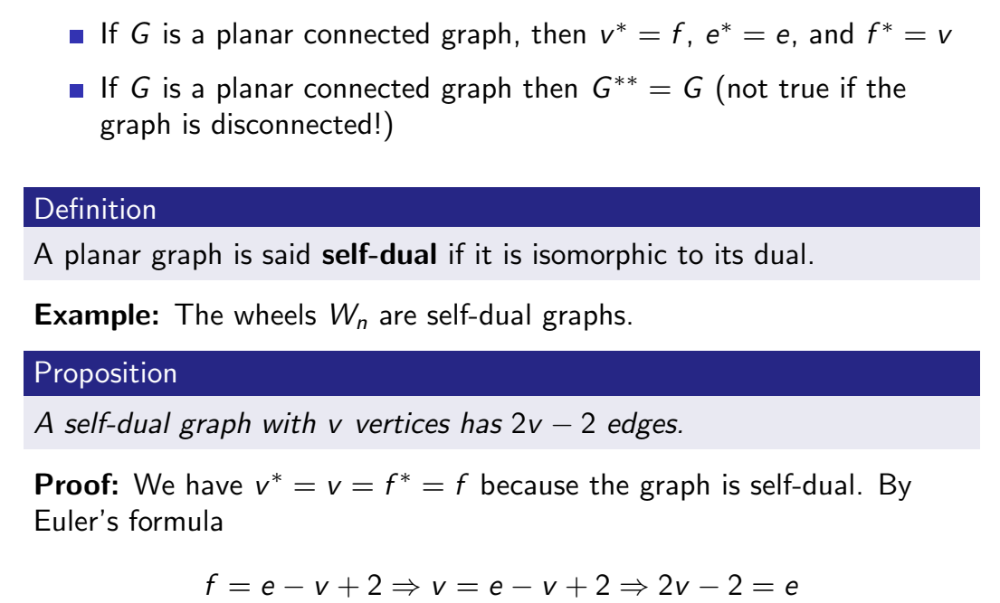 If G is a planar connected graph, then v* = f, e* = e, and f* = v
If G is a planar connected graph then G** = G (not true if the
graph is disconnected!)
Definition
A planar graph is said self-dual if it is isomorphic to its dual.
Example: The wheels Wₙ are self-dual graphs.
Proposition
A self-dual graph with v vertices has 2v − 2 edges.
Proof: We have v* = v = f* = f because the graph is self-dual. By
Euler's formula
f = e − v + 2 ⇒ v = e − v + 2 ⇒ 2v − 2 = e